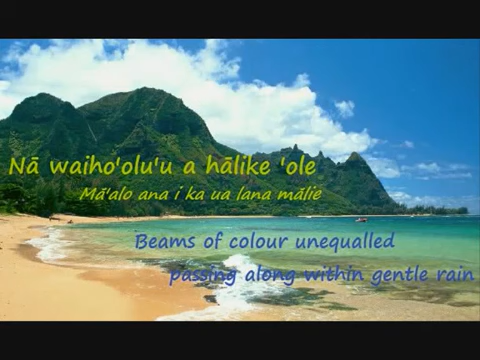 Nā waiho'olu'u a hālike 'ole
Mā'alo ana i ka ua lana mālie
Beams of colour unequalled
passing along within gentle rain